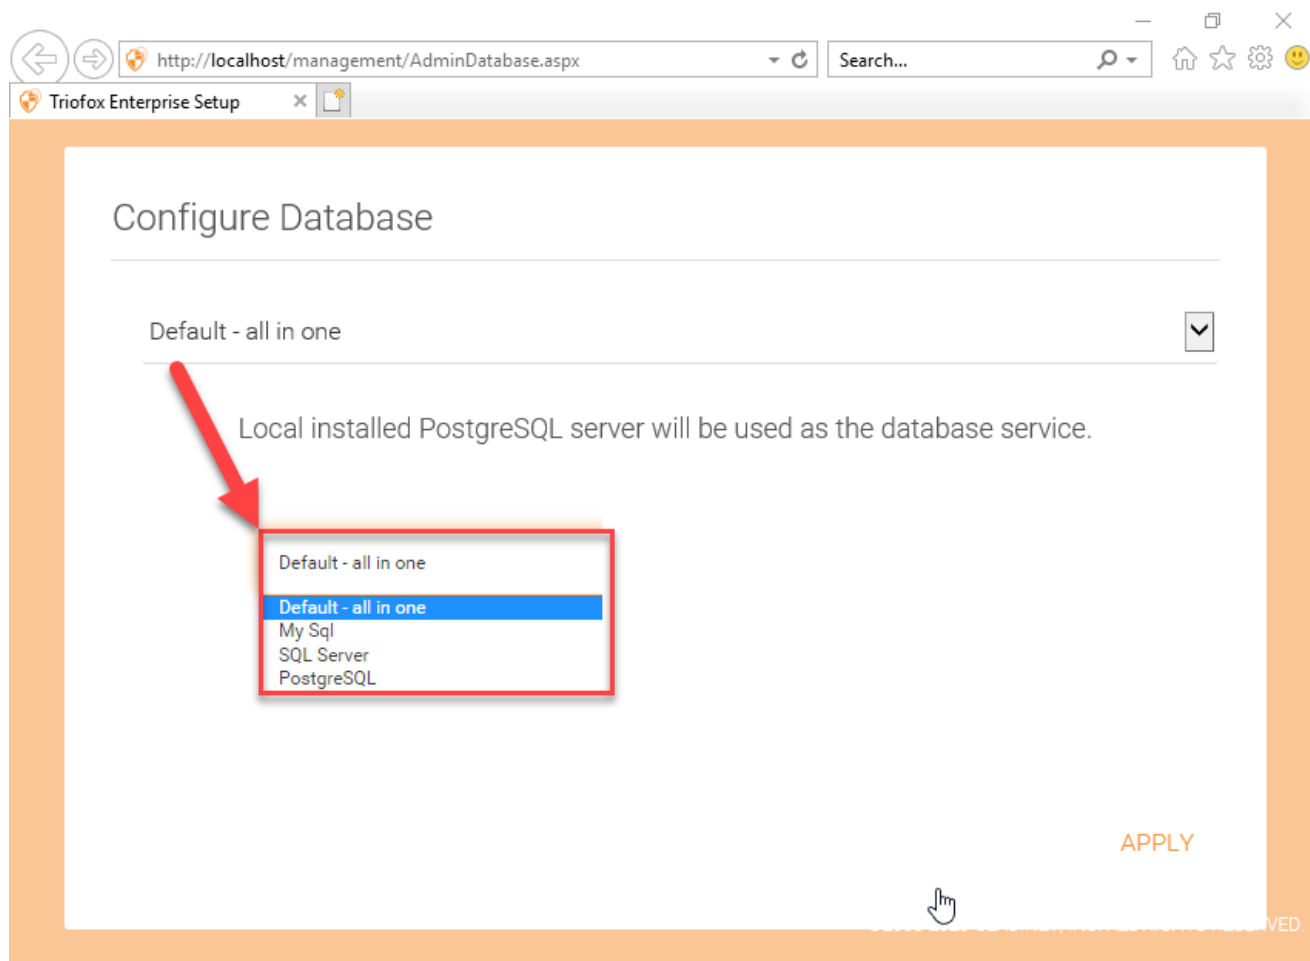 http://localhost/management/AdminDatabase.aspx
Search...
Triofox Enterprise Setup
Configure Database
Default - all in one
Local installed PostgreSQL server will be used as the database service.
Default - all in one
Default - all in one
My Sql
SQL Server
PostgreSQL
APPLY